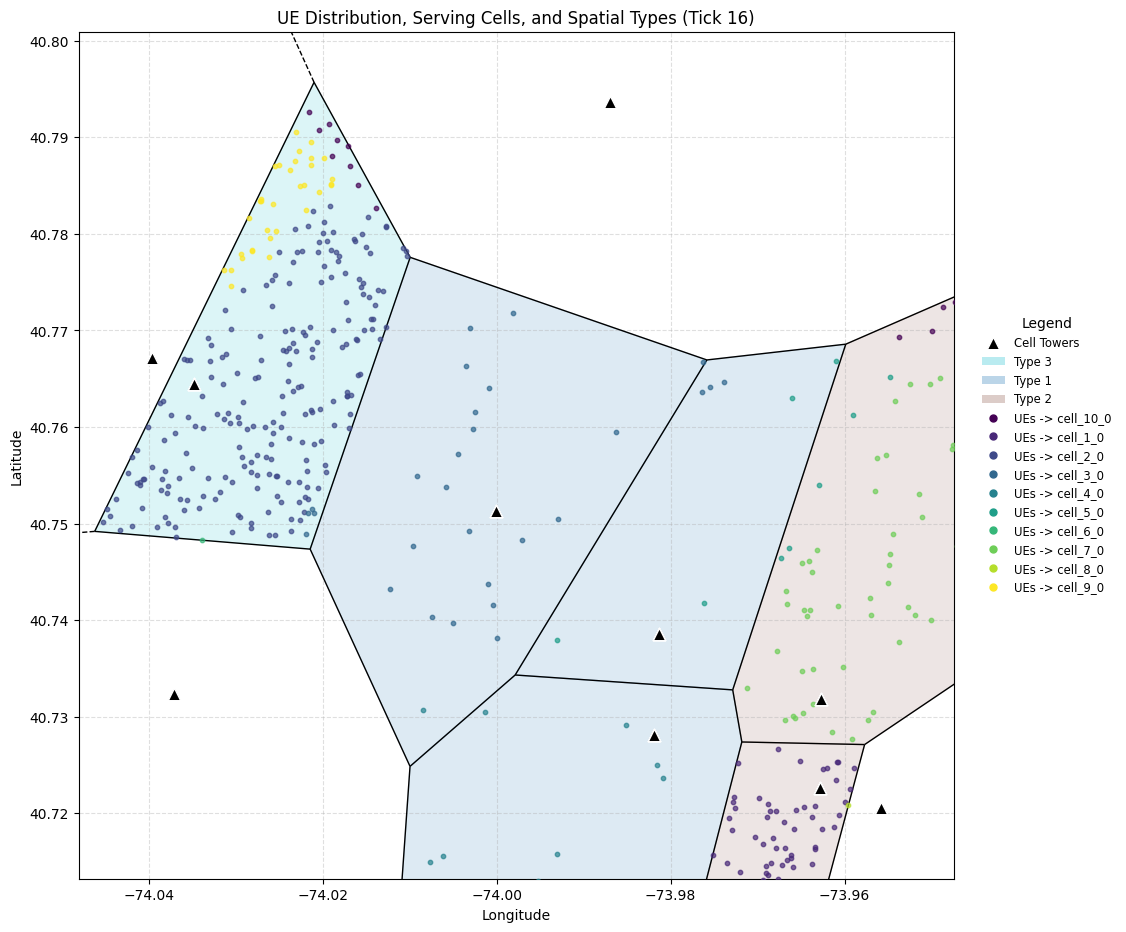 UE Distribution, Serving Cells, and Spatial Types (Tick 16)
40.80
40.79
40.78
40.77
40.76
40.75
40.74
40.73
40.72
Latitude
−74.04
−74.02
−74.00
−73.98
−73.96
Longitude
Legend
Cell Towers
Type 3
Type 1
Type 2
UEs -> cell_10_0
UEs -> cell_1_0
UEs -> cell_2_0
UEs -> cell_3_0
UEs -> cell_4_0
UEs -> cell_5_0
UEs -> cell_6_0
UEs -> cell_7_0
UEs -> cell_8_0
UEs -> cell_9_0